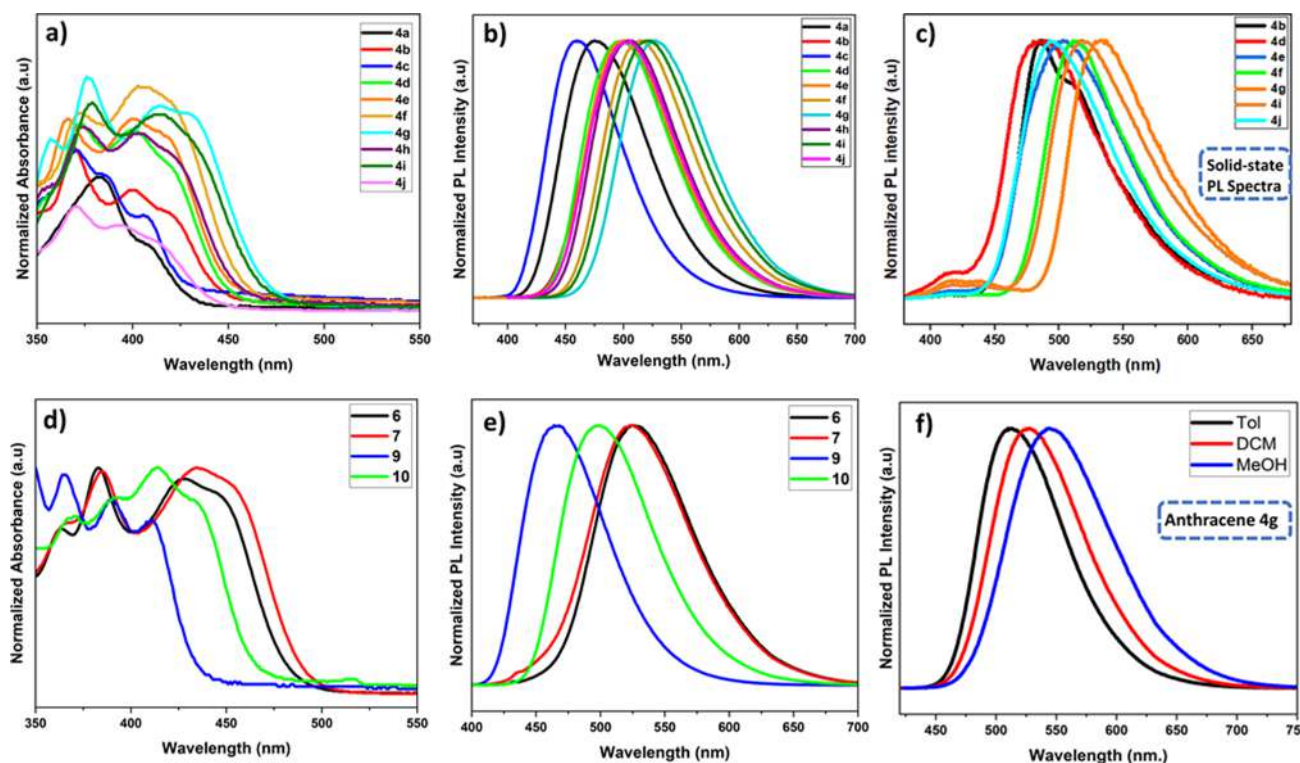 a)
4a
4b
4c
4d
4e
4f
4g
4h
4i
4j
Normalized Absorbance (a.u)
350 400 450 500 550
Wavelength (nm)
b)
4a
4b
4c
4d
4e
4f
4g
4h
4i
4j
Normalized PL Intensity (a.u)
400 450 500 550 600 650 700
Wavelength (nm.)
c)
4b
4d
4e
4f
4g
4i
4j
Solid-state
PL Spectra
Normalized PL Intensity (a.u)
400 450 500 550 600 650
Wavelength (nm)
d)
6
7
9
10
Normalized Absorbance (a.u)
350 400 450 500 550
Wavelength (nm)
e)
6
7
9
10
Normalized PL Intensity (a.u)
400 450 500 550 600 650 700
Wavelength (nm)
f)
Tol
DCM
MeOH
Anthracene 4g
Normalized PL Intensity (a.u)
450 500 550 600 650 700 75
Wavelength (nm.)